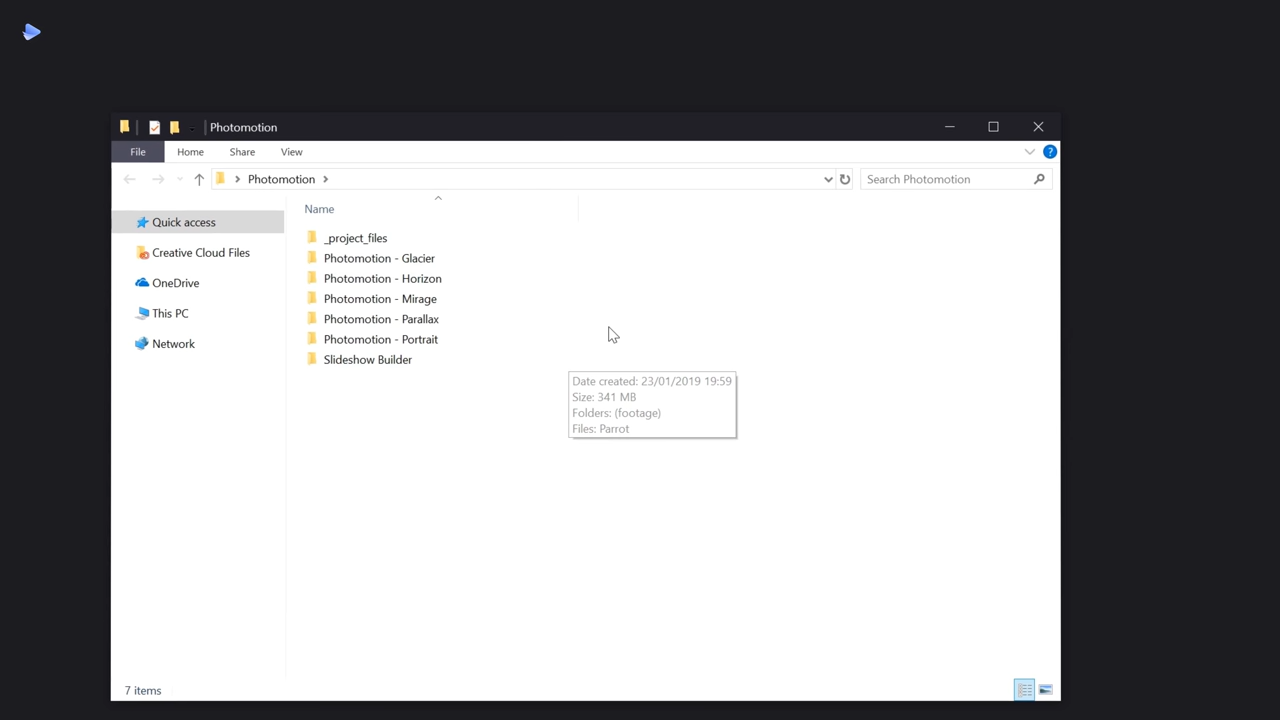 Photomotion
File Home Share View
?
Photomotion
Search Photomotion
Quick access
Creative Cloud Files
OneDrive
This PC
Network
Name
_project_files
Photomotion - Glacier
Photomotion - Horizon
Photomotion - Mirage
Photomotion - Parallax
Photomotion - Portrait
Slideshow Builder
Date created: 23/01/2019 19:59
Size: 341 MB
Folders: (footage)
Files: Parrot
7 items